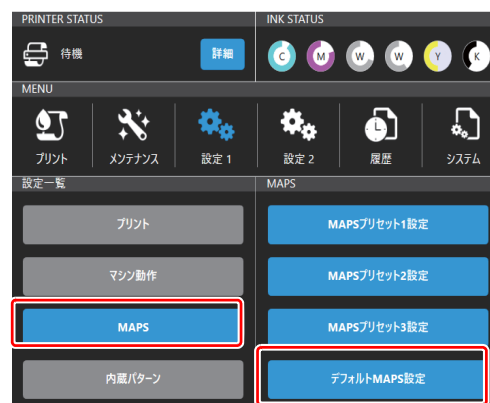 PRINTER STATUS
INK STATUS
待機
詳細
C M W W Y K
MENU
プリント メンテナンス 設定 1 設定 2 履歴 システム
設定一覧
MAPS
プリント
MAPSプリセット1設定
マシン動作
MAPSプリセット2設定
MAPS
MAPSプリセット3設定
内蔵パターン
デフォルトMAPS設定